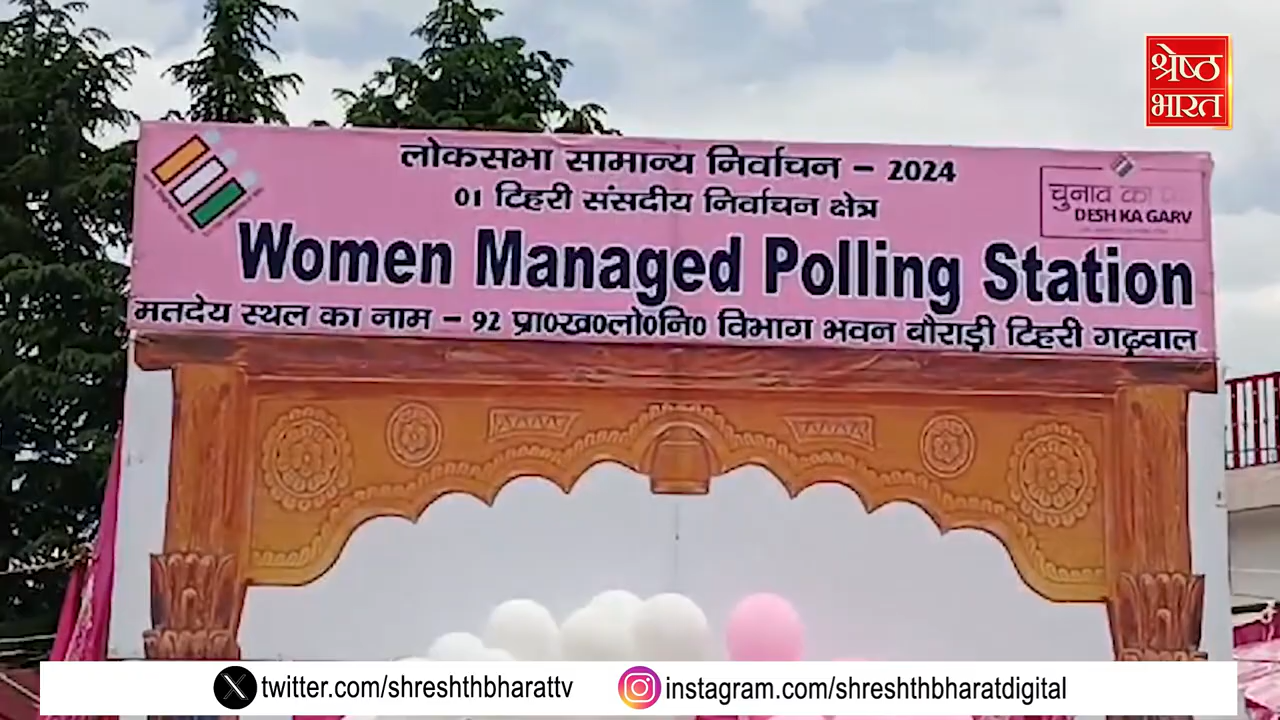 श्रेष्ठ
भारत
लोकसभा सामान्य निर्वाचन – 2024
01 टिहरी संसदीय निर्वाचन क्षेत्र
चुनाव का
DESH KA GARV
Women Managed Polling Station
मतदेय स्थल का नाम – 92 प्रा०ख०लो०नि० विभाग भवन बौराड़ी टिहरी गढ़वाल
twitter.com/shreshthbharattv
instagram.com/shreshthbharatdigital